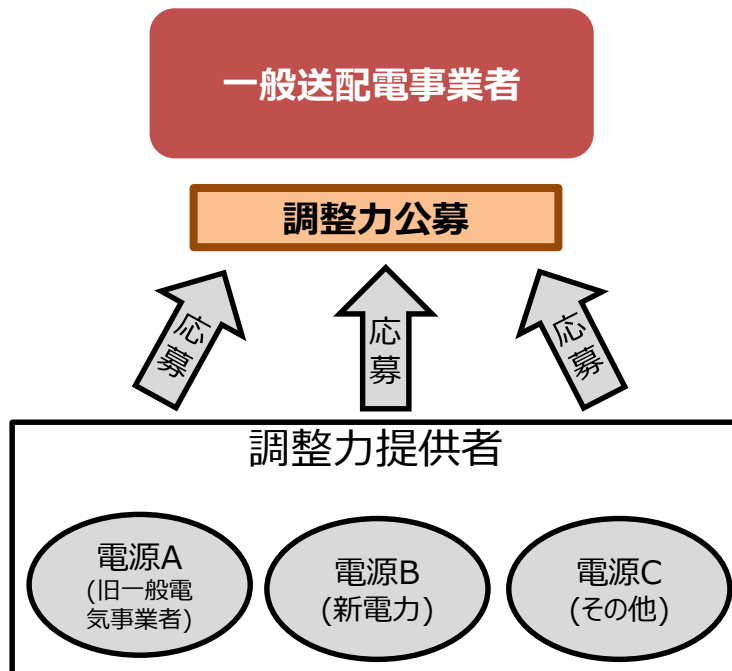 一般送配電事業者
調整力公募
応募
応募
応募
調整力提供者
電源A
(旧一般電
気事業者)
電源B
(新電力)
電源C
(その他)